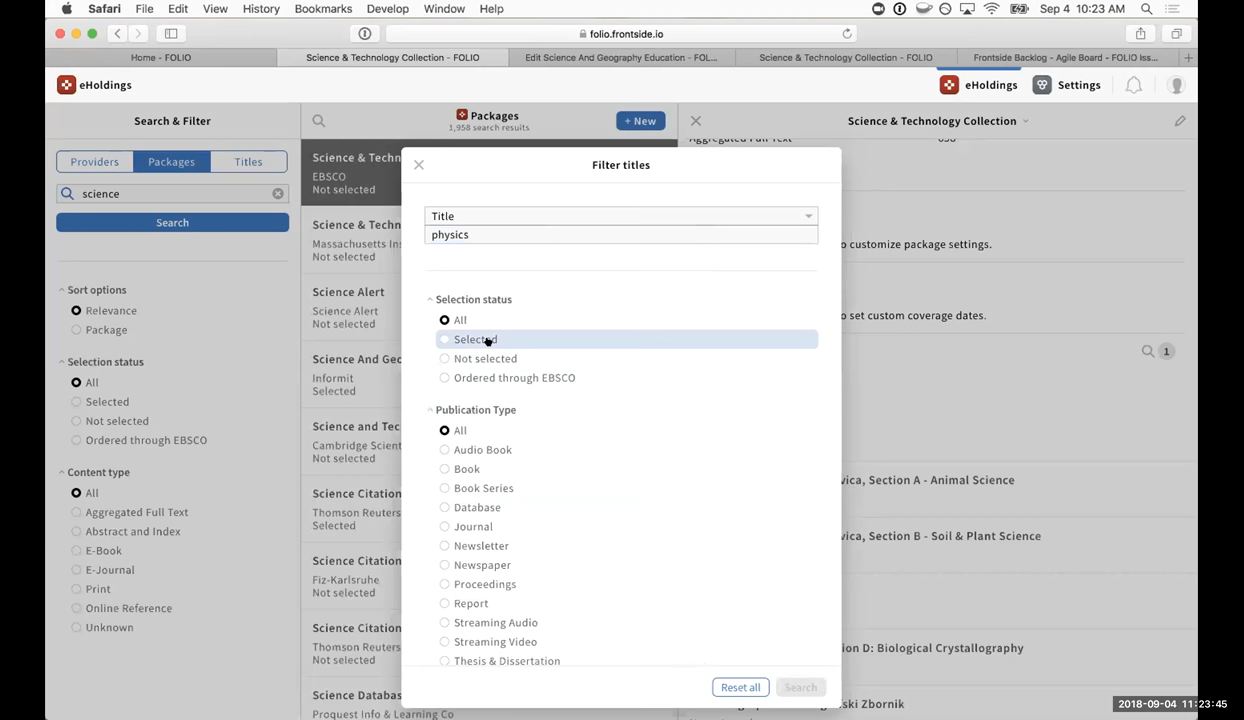 Safari File Edit View History Bookmarks Develop Window Help
Sep 4 10:23 AM
folio.frontside.io
Home - FOLIO
Science & Technology Collection - FOLIO
Edit Science And Geography Education - FOL...
Science & Technology Collection - FOLIO
Frontside Backlog - Agile Board - FOLIO Iss...
eHoldings
eHoldings
Settings
Search & Filter
Packages
1,958 search results
+ New
Science & Technology Collection
Aggregated Full Text
Providers
Packages
Titles
science
Search
Sort options
Relevance
Package
Selection status
All
Selected
Not selected
Ordered through EBSCO
Content type
All
Aggregated Full Text
Abstract and Index
E-Book
E-Journal
Print
Online Reference
Unknown
Science & Techn
EBSCO
Not selected
Science & Techn
Massachusetts Ins
Not selected
Science Alert
Science Alert
Not selected
Science And Geo
Informit
Selected
Science and Tec
Cambridge Scient
Not selected
Science Citation
Thomson Reuters
Selected
Science Citation
Fiz-Karlsruhe
Not selected
Science Citation
Thomson Reuters
Not selected
Science Databas
Proquest Info & Learning Co
Filter titles
Title
physics
Selection status
All
Selected
Not selected
Ordered through EBSCO
Publication Type
All
Audio Book
Book
Book Series
Database
Journal
Newsletter
Newspaper
Proceedings
Report
Streaming Audio
Streaming Video
Thesis & Dissertation
Reset all
Search
o customize package settings.
o set custom coverage dates.
1
vica, Section A - Animal Science
vica, Section B - Soil & Plant Science
ion D: Biological Crystallography
ski Zbornik
2018-09-04 11:23:45